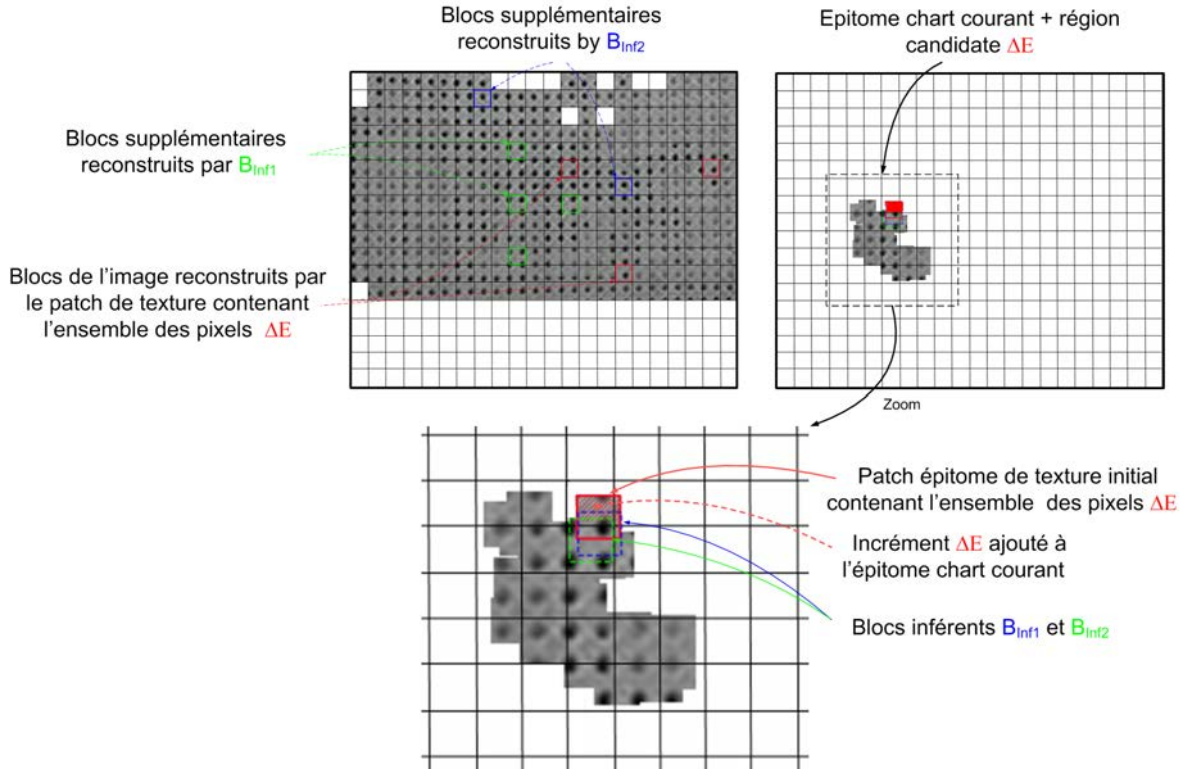 Blocs supplémentaires
reconstruits by BInf2
Epitome chart courant + région
candidate ΔE
Blocs supplémentaires
reconstruits par BInf1
Blocs de l’image reconstruits par
le patch de texture contenant
l’ensemble des pixels ΔE
Zoom
Patch épitome de texture initial
contenant l’ensemble des pixels ΔE
Incrément ΔE ajouté à
l’épitome chart courant
Blocs inférents BInf1 et BInf2